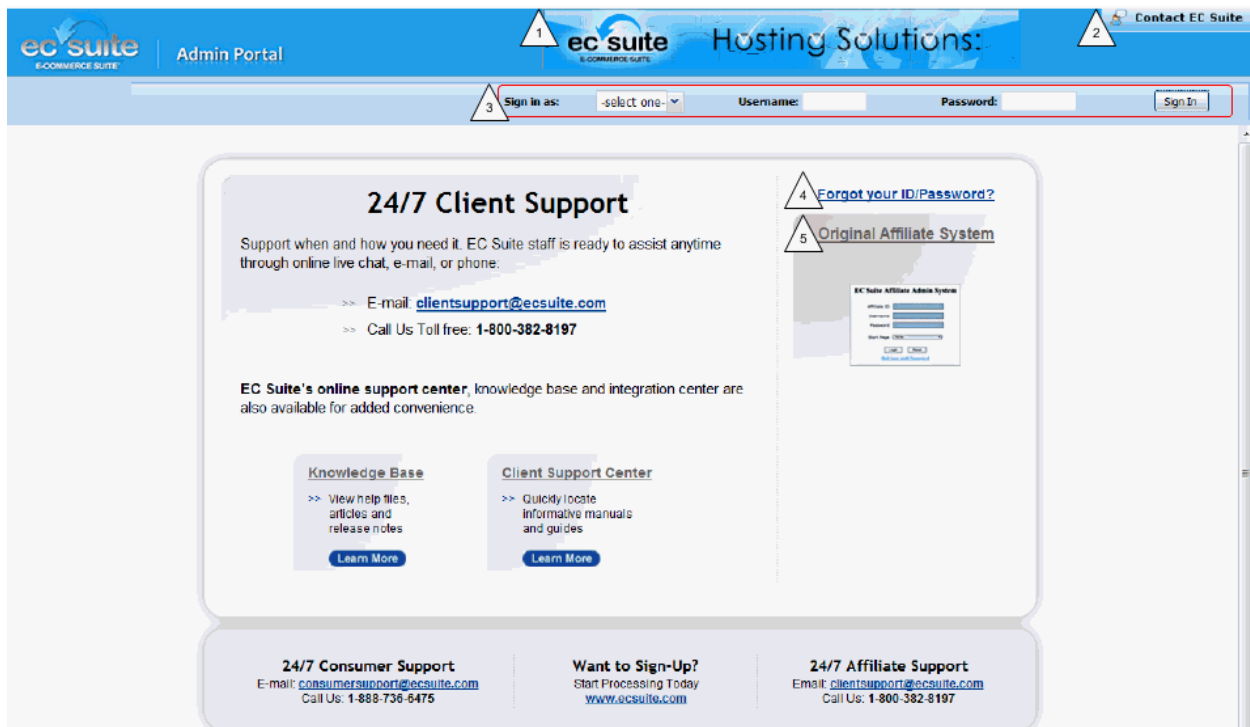 ec suite
E-COMMERCE SUITE
Admin Portal
1
ec suite
E-COMMERCE SUITE
Hosting Solutions:
2
Contact EC Suite
3
Sign in as:
-select one-
Username:
Password:
Sign In
24/7 Client Support
Support when and how you need it. EC Suite staff is ready to assist anytime
through online live chat, e-mail, or phone:
>> E-mail: clientsupport@ecsuite.com
>> Call Us Toll free: 1-800-382-8197
EC Suite's online support center, knowledge base and integration center are
also available for added convenience.
Knowledge Base
>> View help files,
articles and
release notes
Learn More
Client Support Center
>> Quickly locate
informative manuals
and guides
Learn More
4
Forgot your ID/Password?
5
Original Affiliate System
EC Suite Affiliate Admin System
Affiliate ID
Username
Password
Start Page
24/7 Consumer Support
E-mail: consumersupport@ecsuite.com
Call Us: 1-888-736-6475
Want to Sign-Up?
Start Processing Today
www.ecsuite.com
24/7 Affiliate Support
Email: clientsupport@ecsuite.com
Call Us: 1-800-382-8197